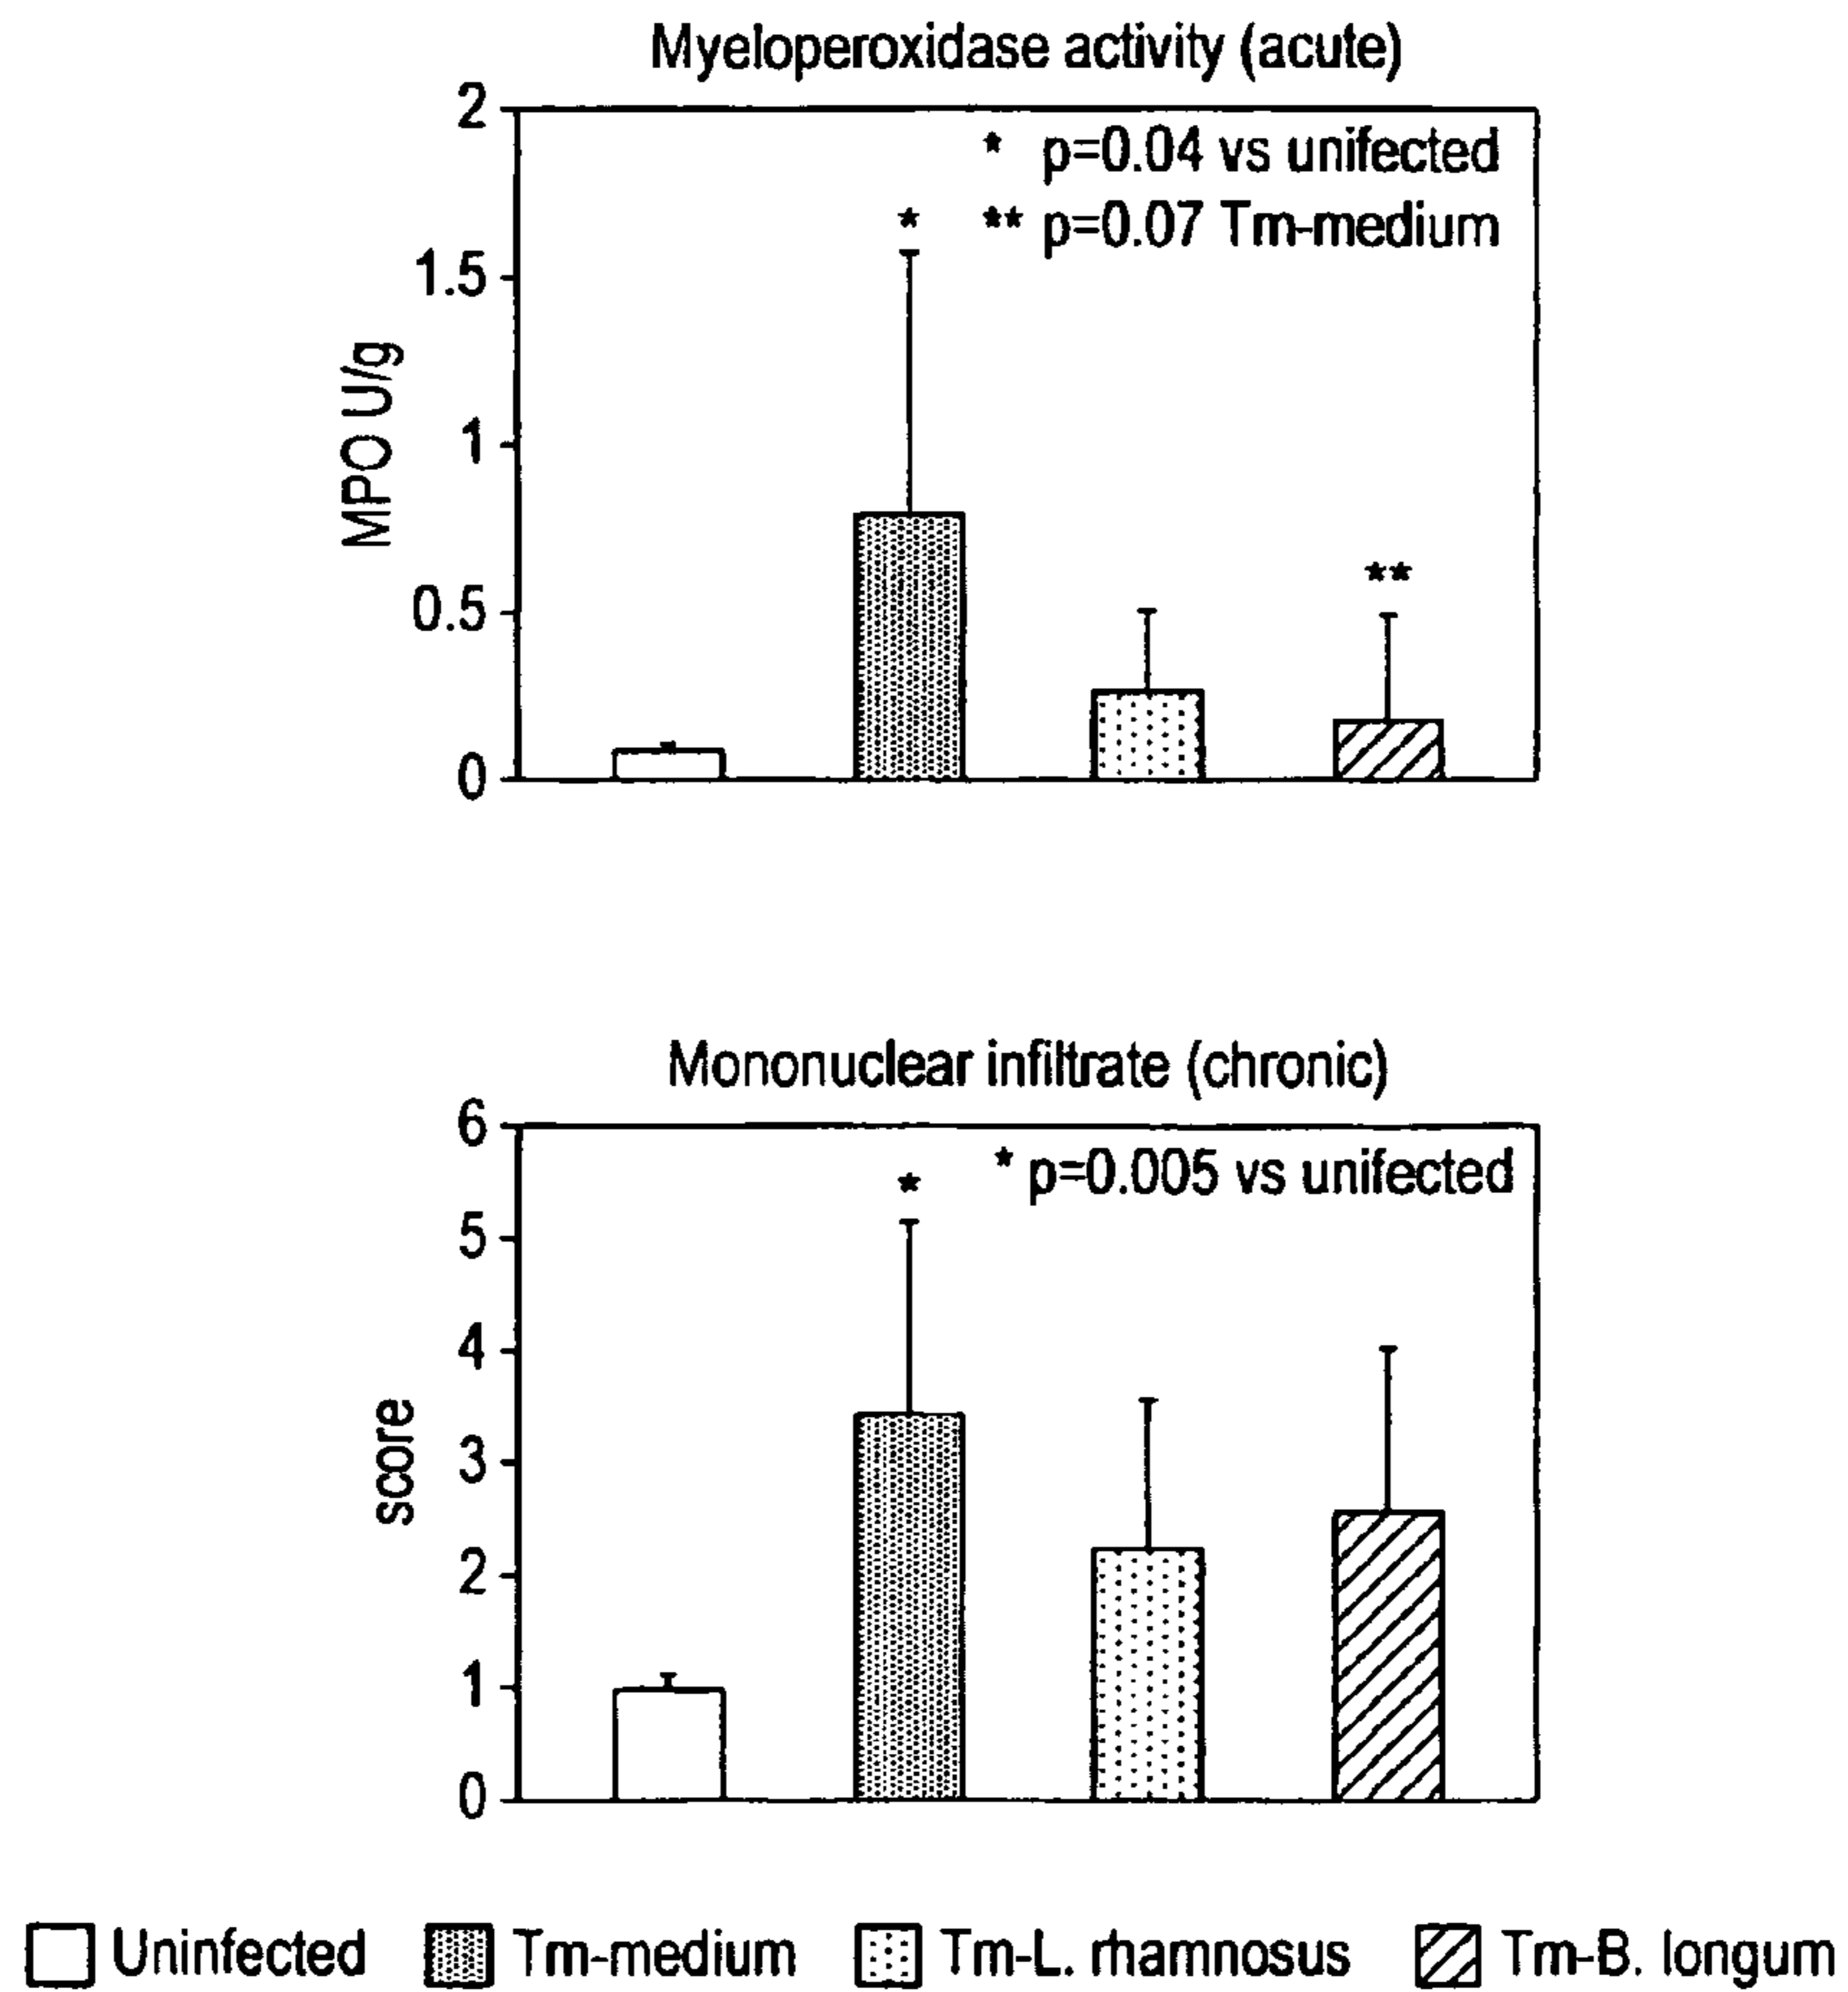 Myeloperoxidase activity (acute)
2
* p=0.04 vs unifected
* ** p=0.07 Tm-medium
1.5
MPO U/g
1
**
0.5
0
Mononuclear infiltrate (chronic)
6
* p=0.005 vs unifected
*
5
4
score
3
2
1
0
Uninfected Tm-medium Tm-L. rhamnosus Tm-B. longum